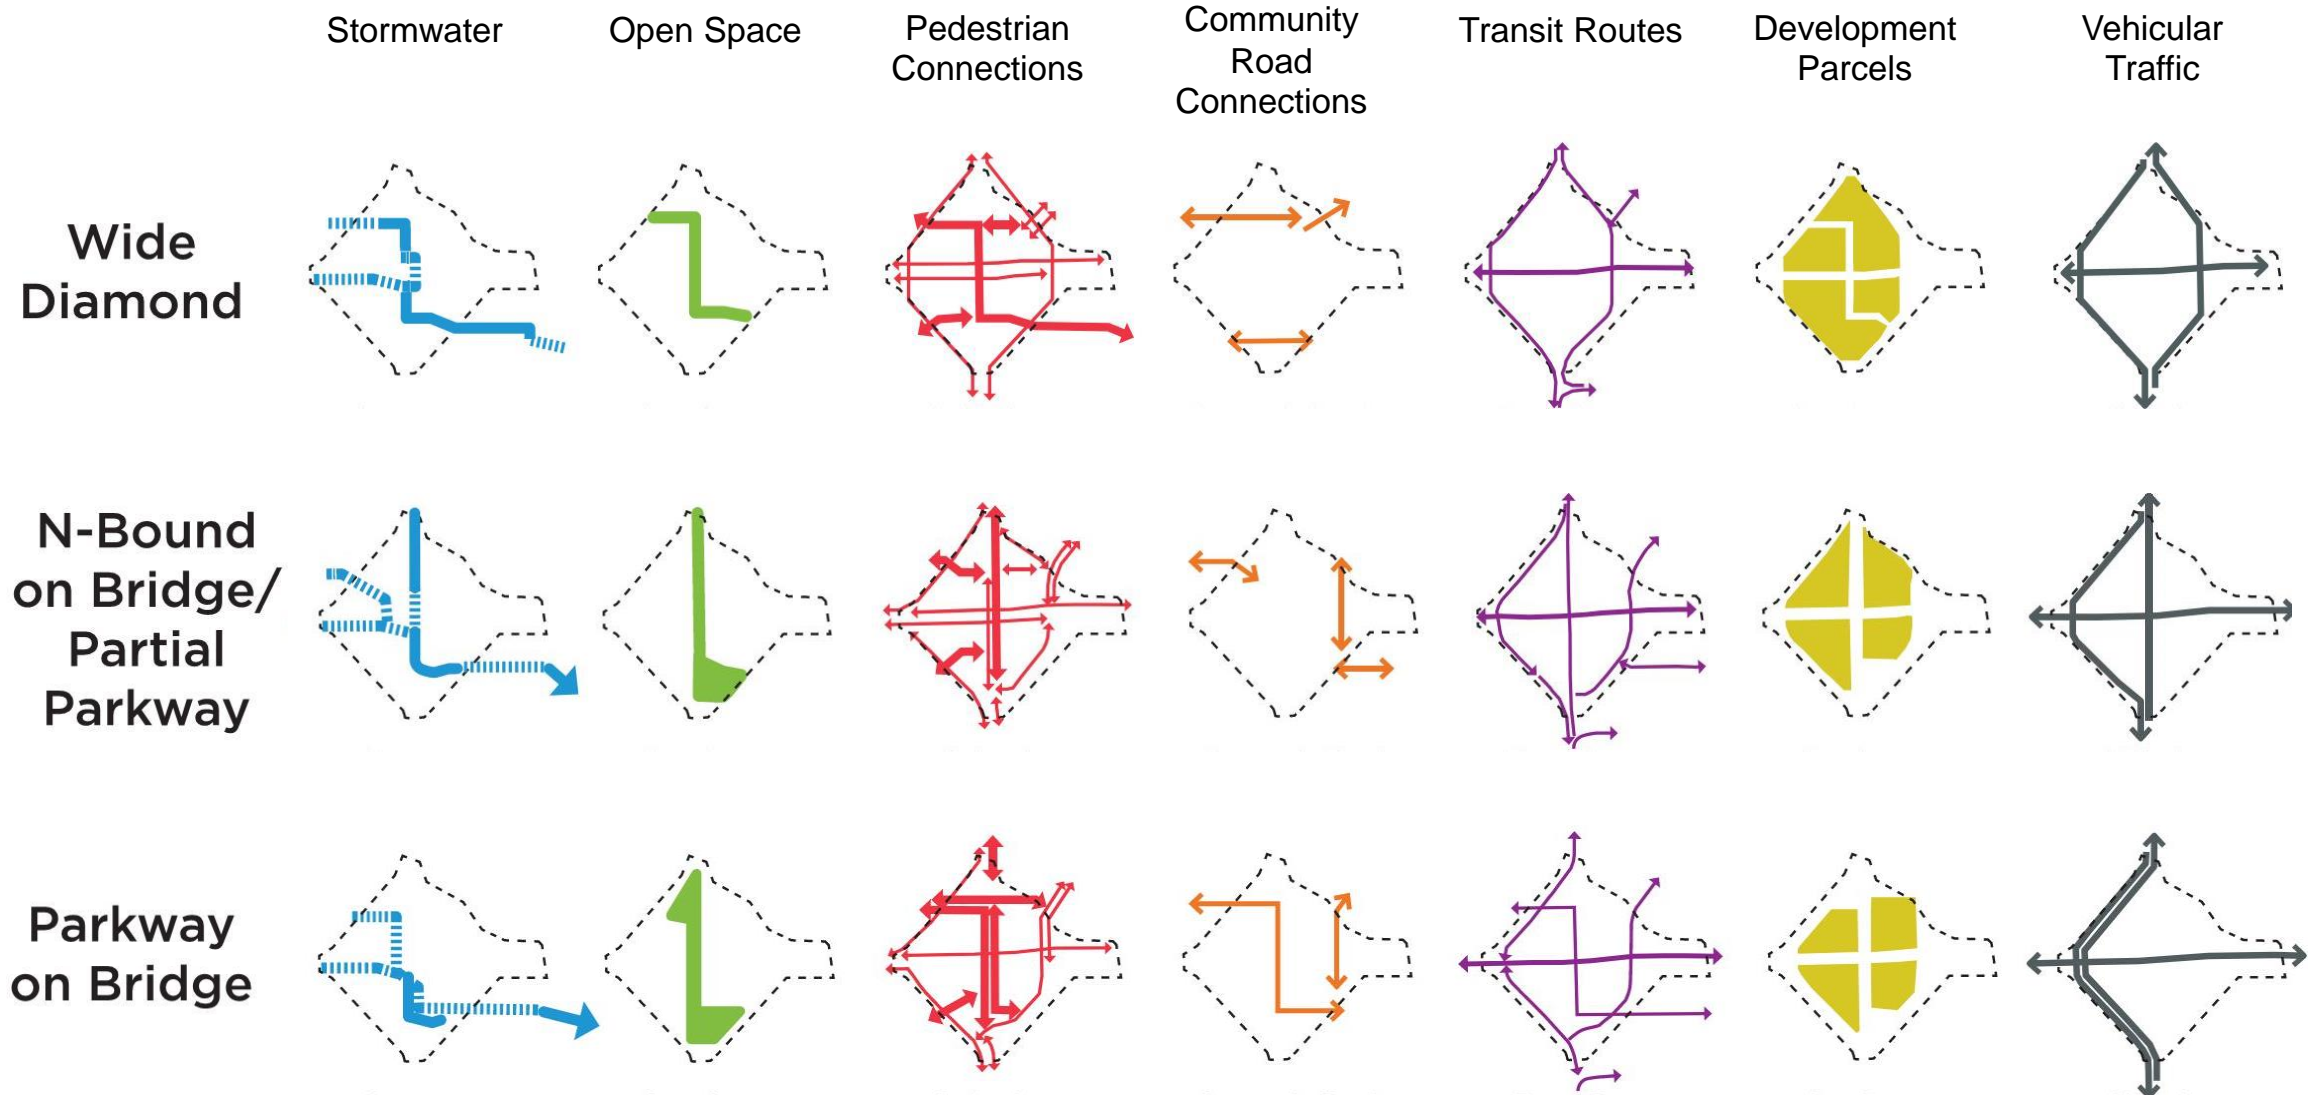 Stormwater
Open Space
Pedestrian
Connections
Community
Road
Connections
Transit Routes
Development
Parcels
Vehicular
Traffic
Wide
Diamond
N-Bound
on Bridge/
Partial
Parkway
Parkway
on Bridge